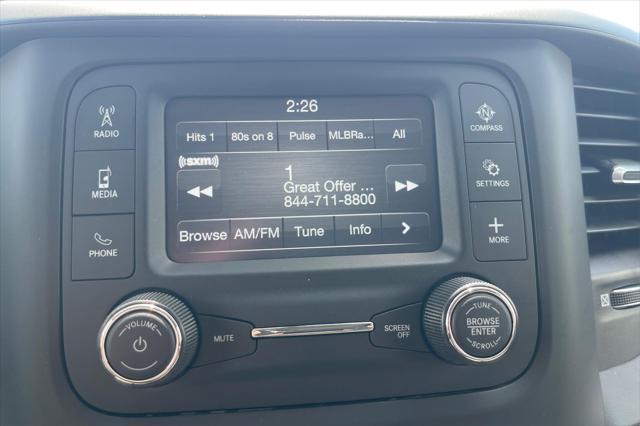 2:26
RADIO
Hits 1 80s on 8 Pulse MLBRa... All
COMPASS
N
((sxm))
1
Great Offer ...
844-711-8800
MEDIA
SETTINGS
Browse AM/FM Tune Info >
PHONE
+
MORE
VOLUME
MUTE
SCREEN
OFF
TUNE
BROWSE
ENTER
SCROLL